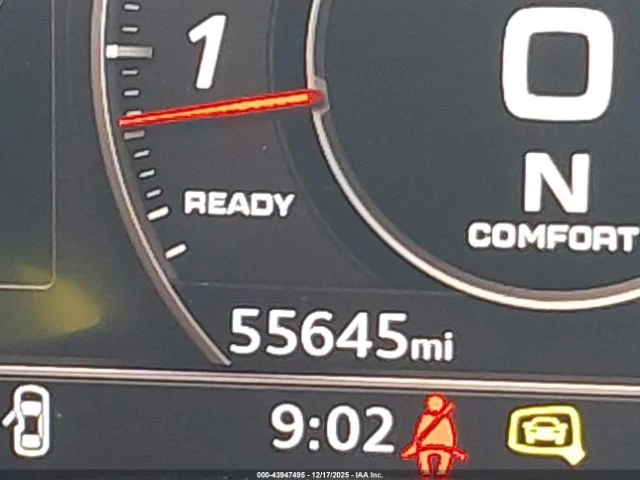 1
0
READY
N
COMFORT
55645mi
9:02
000-43947495 - 12/17/2025 - IAA Inc.